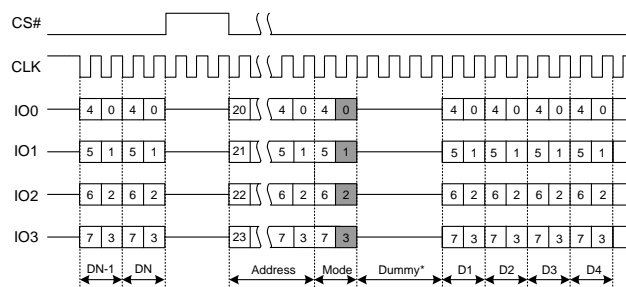 CS#
CLK
IO0 4 0 4 0 20 4 0 4 0 4 0 4 0 4 0 4 0
IO1 5 1 5 1 21 5 1 5 1 5 1 5 1 5 1 5 1
IO2 6 2 6 2 22 6 2 6 2 6 2 6 2 6 2 6 2
IO3 7 3 7 3 23 7 3 7 3 7 3 7 3 7 3 7 3
DN-1 DN Address Mode Dummy* D1 D2 D3 D4